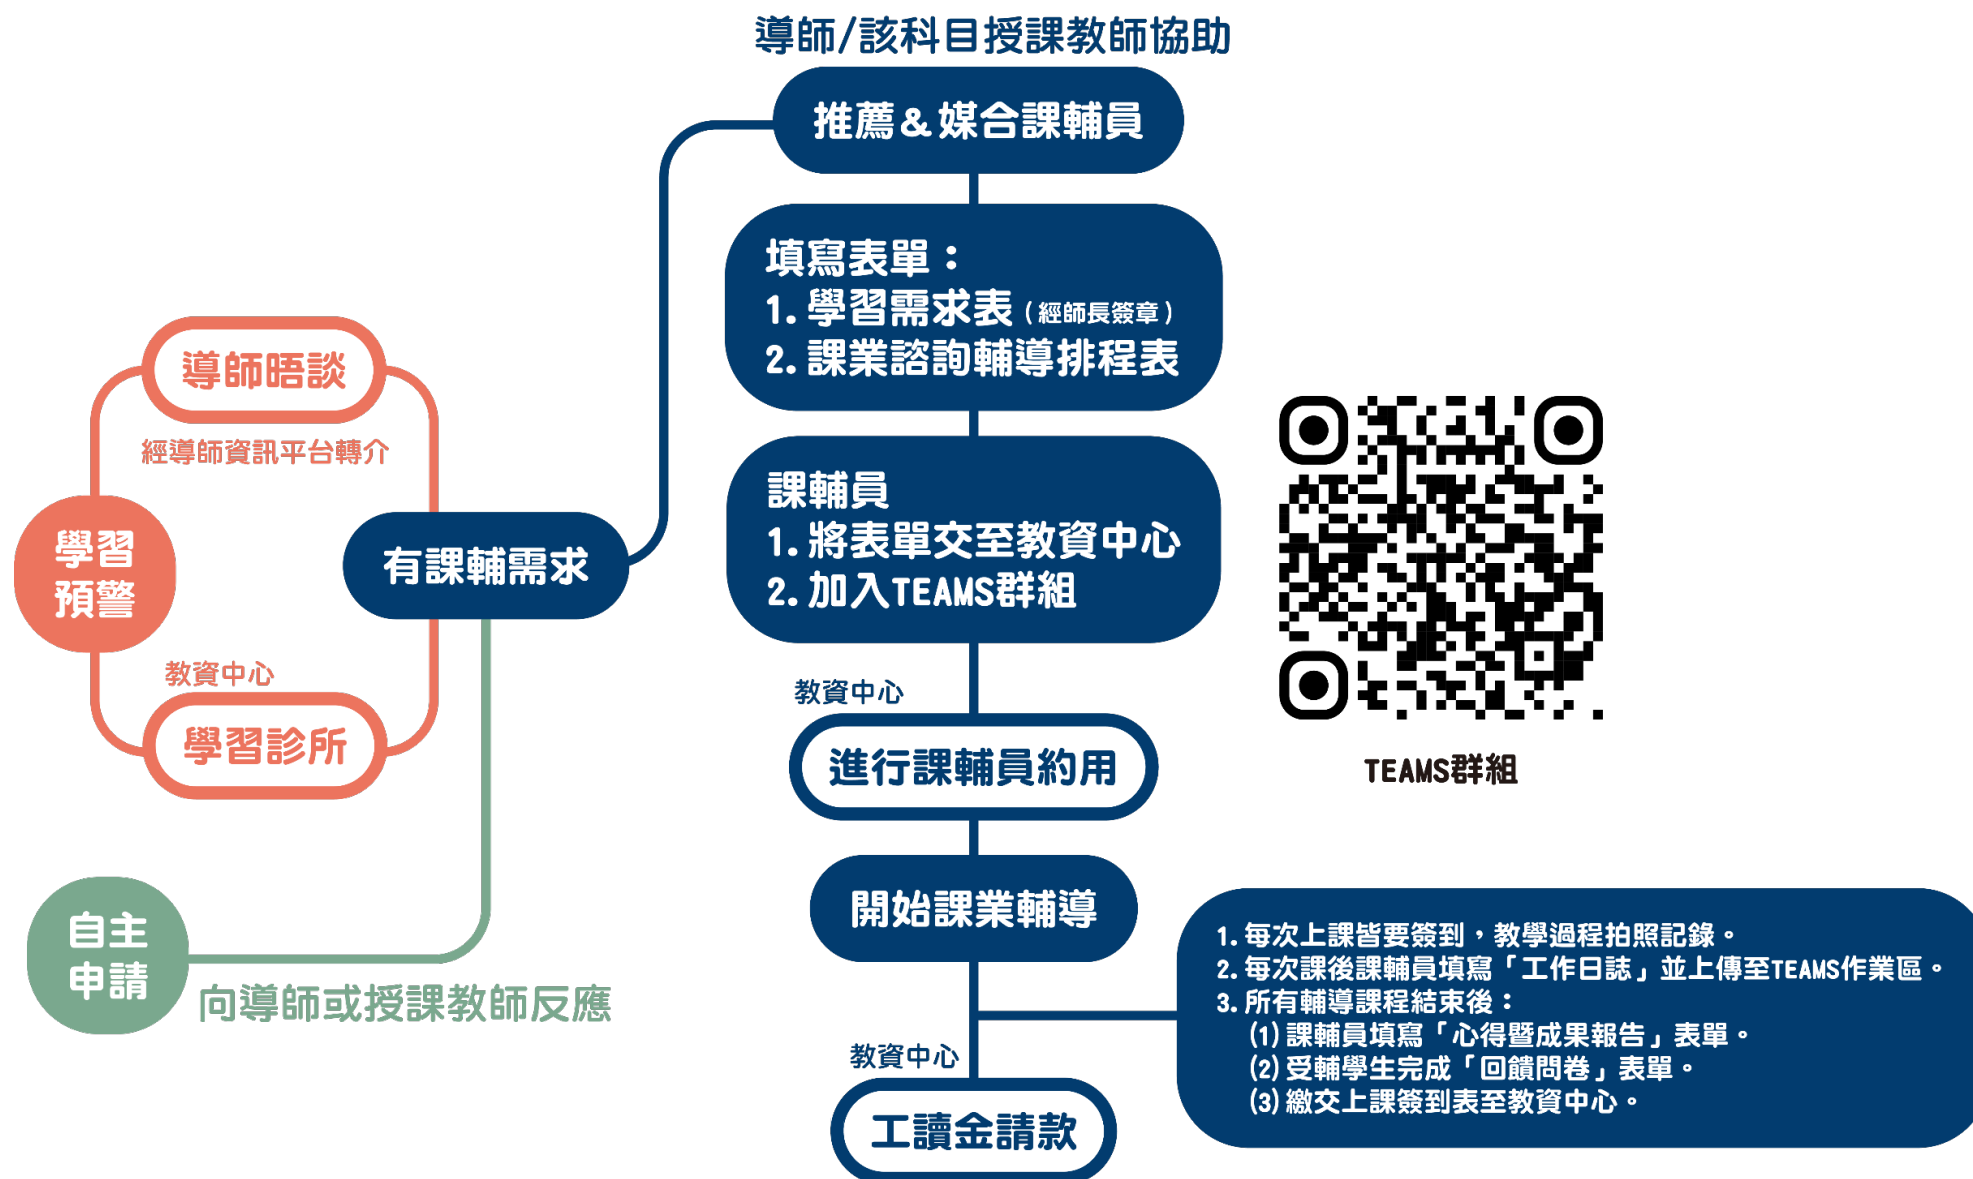 導師/該科目授課教師協助
推薦&媒合課輔員
填寫表單：
1.學習需求表（經師長簽章）
2.課業諮詢輔導排程表
導師晤談
經導師資訊平台轉介
學習
預警
教資中心
學習診所
有課輔需求
自主
申請
向導師或授課教師反應
課輔員
1.將表單交至教資中心
2.加入TEAMS群組
教資中心
進行課輔員約用
TEAMS群組
開始課業輔導
1.每次上課皆要簽到，教學過程拍照記錄。
2.每次課後課輔員填寫「工作日誌」並上傳至TEAMS作業區。
3.所有輔導課程結束後：
(1)課輔員填寫「心得暨成果報告」表單。
(2)受輔學生完成「回饋問卷」表單。
(3)繳交上課簽到表至教資中心。
教資中心
工讀金請款